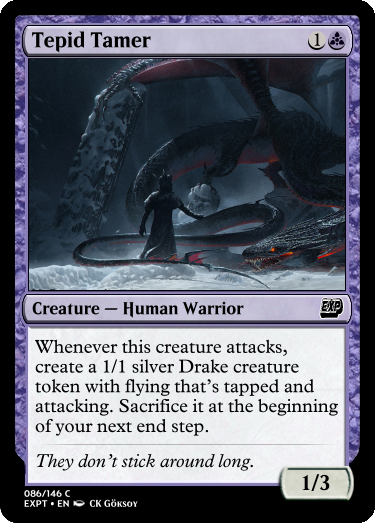 Tepid Tamer
1
Creature — Human Warrior
EXP
Whenever this creature attacks,
create a 1/1 silver Drake creature
token with flying that's tapped and
attacking. Sacrifice it at the beginning
of your next end step.
They don't stick around long.
1/3
086/146 C
EXPT • EN CK Göksoy